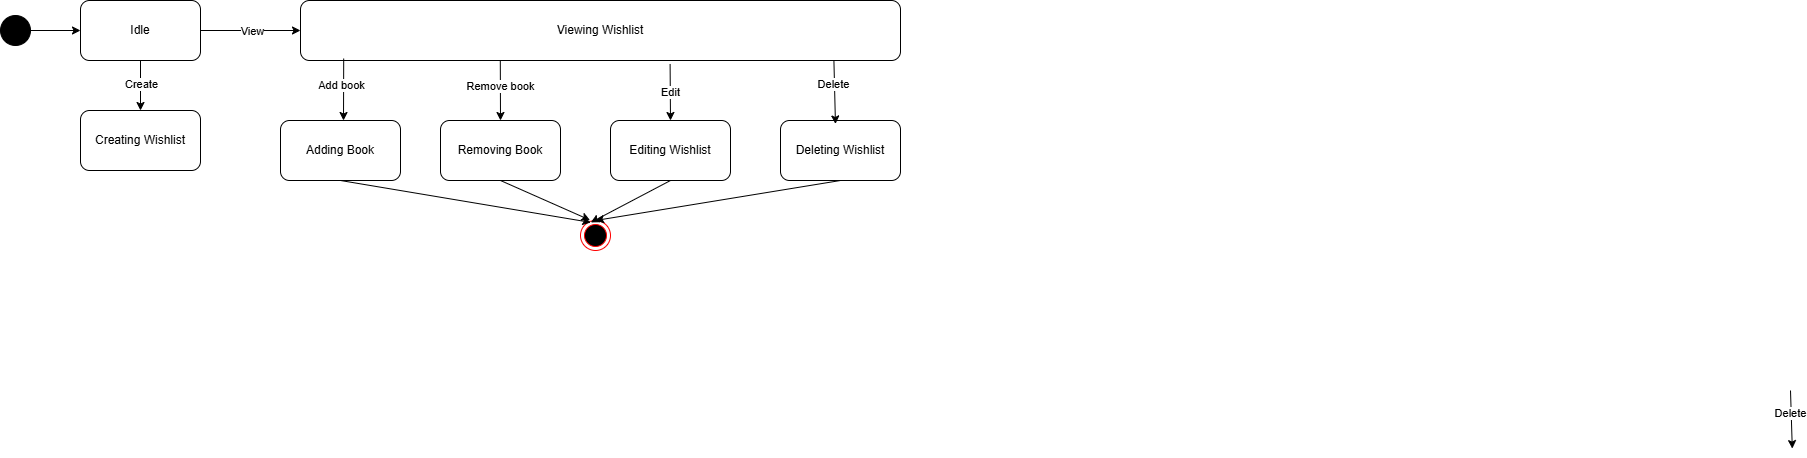 Idle
View
Viewing Wishlist
Create
Add book
Remove book
Edit
Delete
Creating Wishlist
Adding Book
Removing Book
Editing Wishlist
Deleting Wishlist
Delete